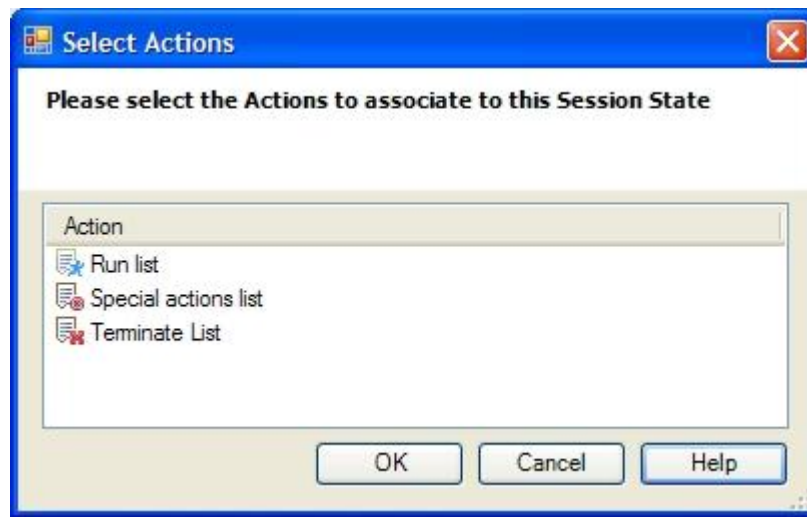 Select Actions
Please select the Actions to associate to this Session State
Action
Run list
Special actions list
Terminate List
OK Cancel Help